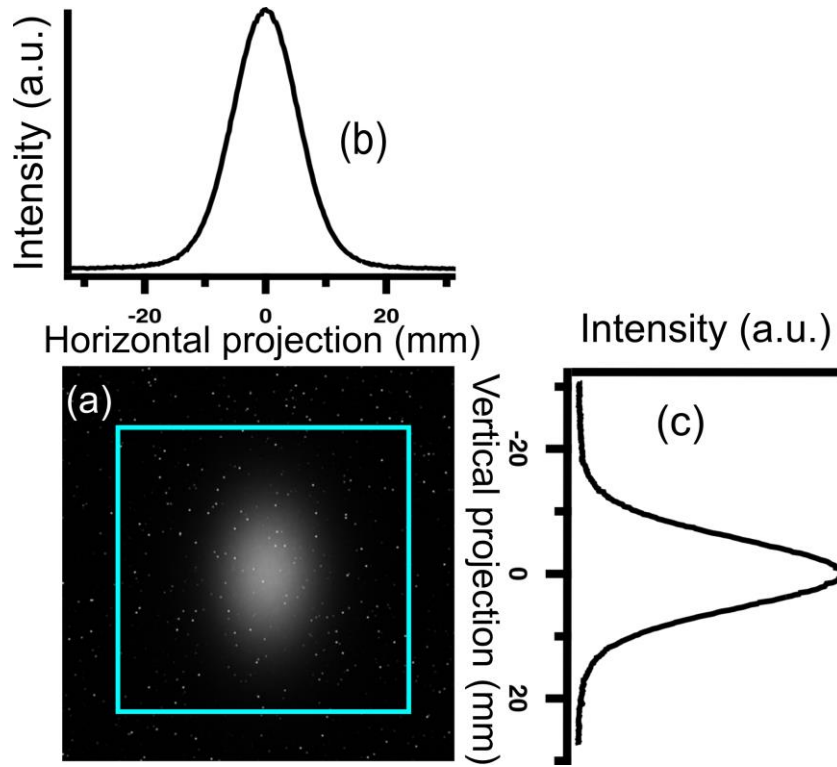 Intensity (a.u.)
(b)
-20 0 20
Horizontal projection (mm)
Intensity (a.u.)
(a)
Vertical projection (mm)
-20
0
20
(c)